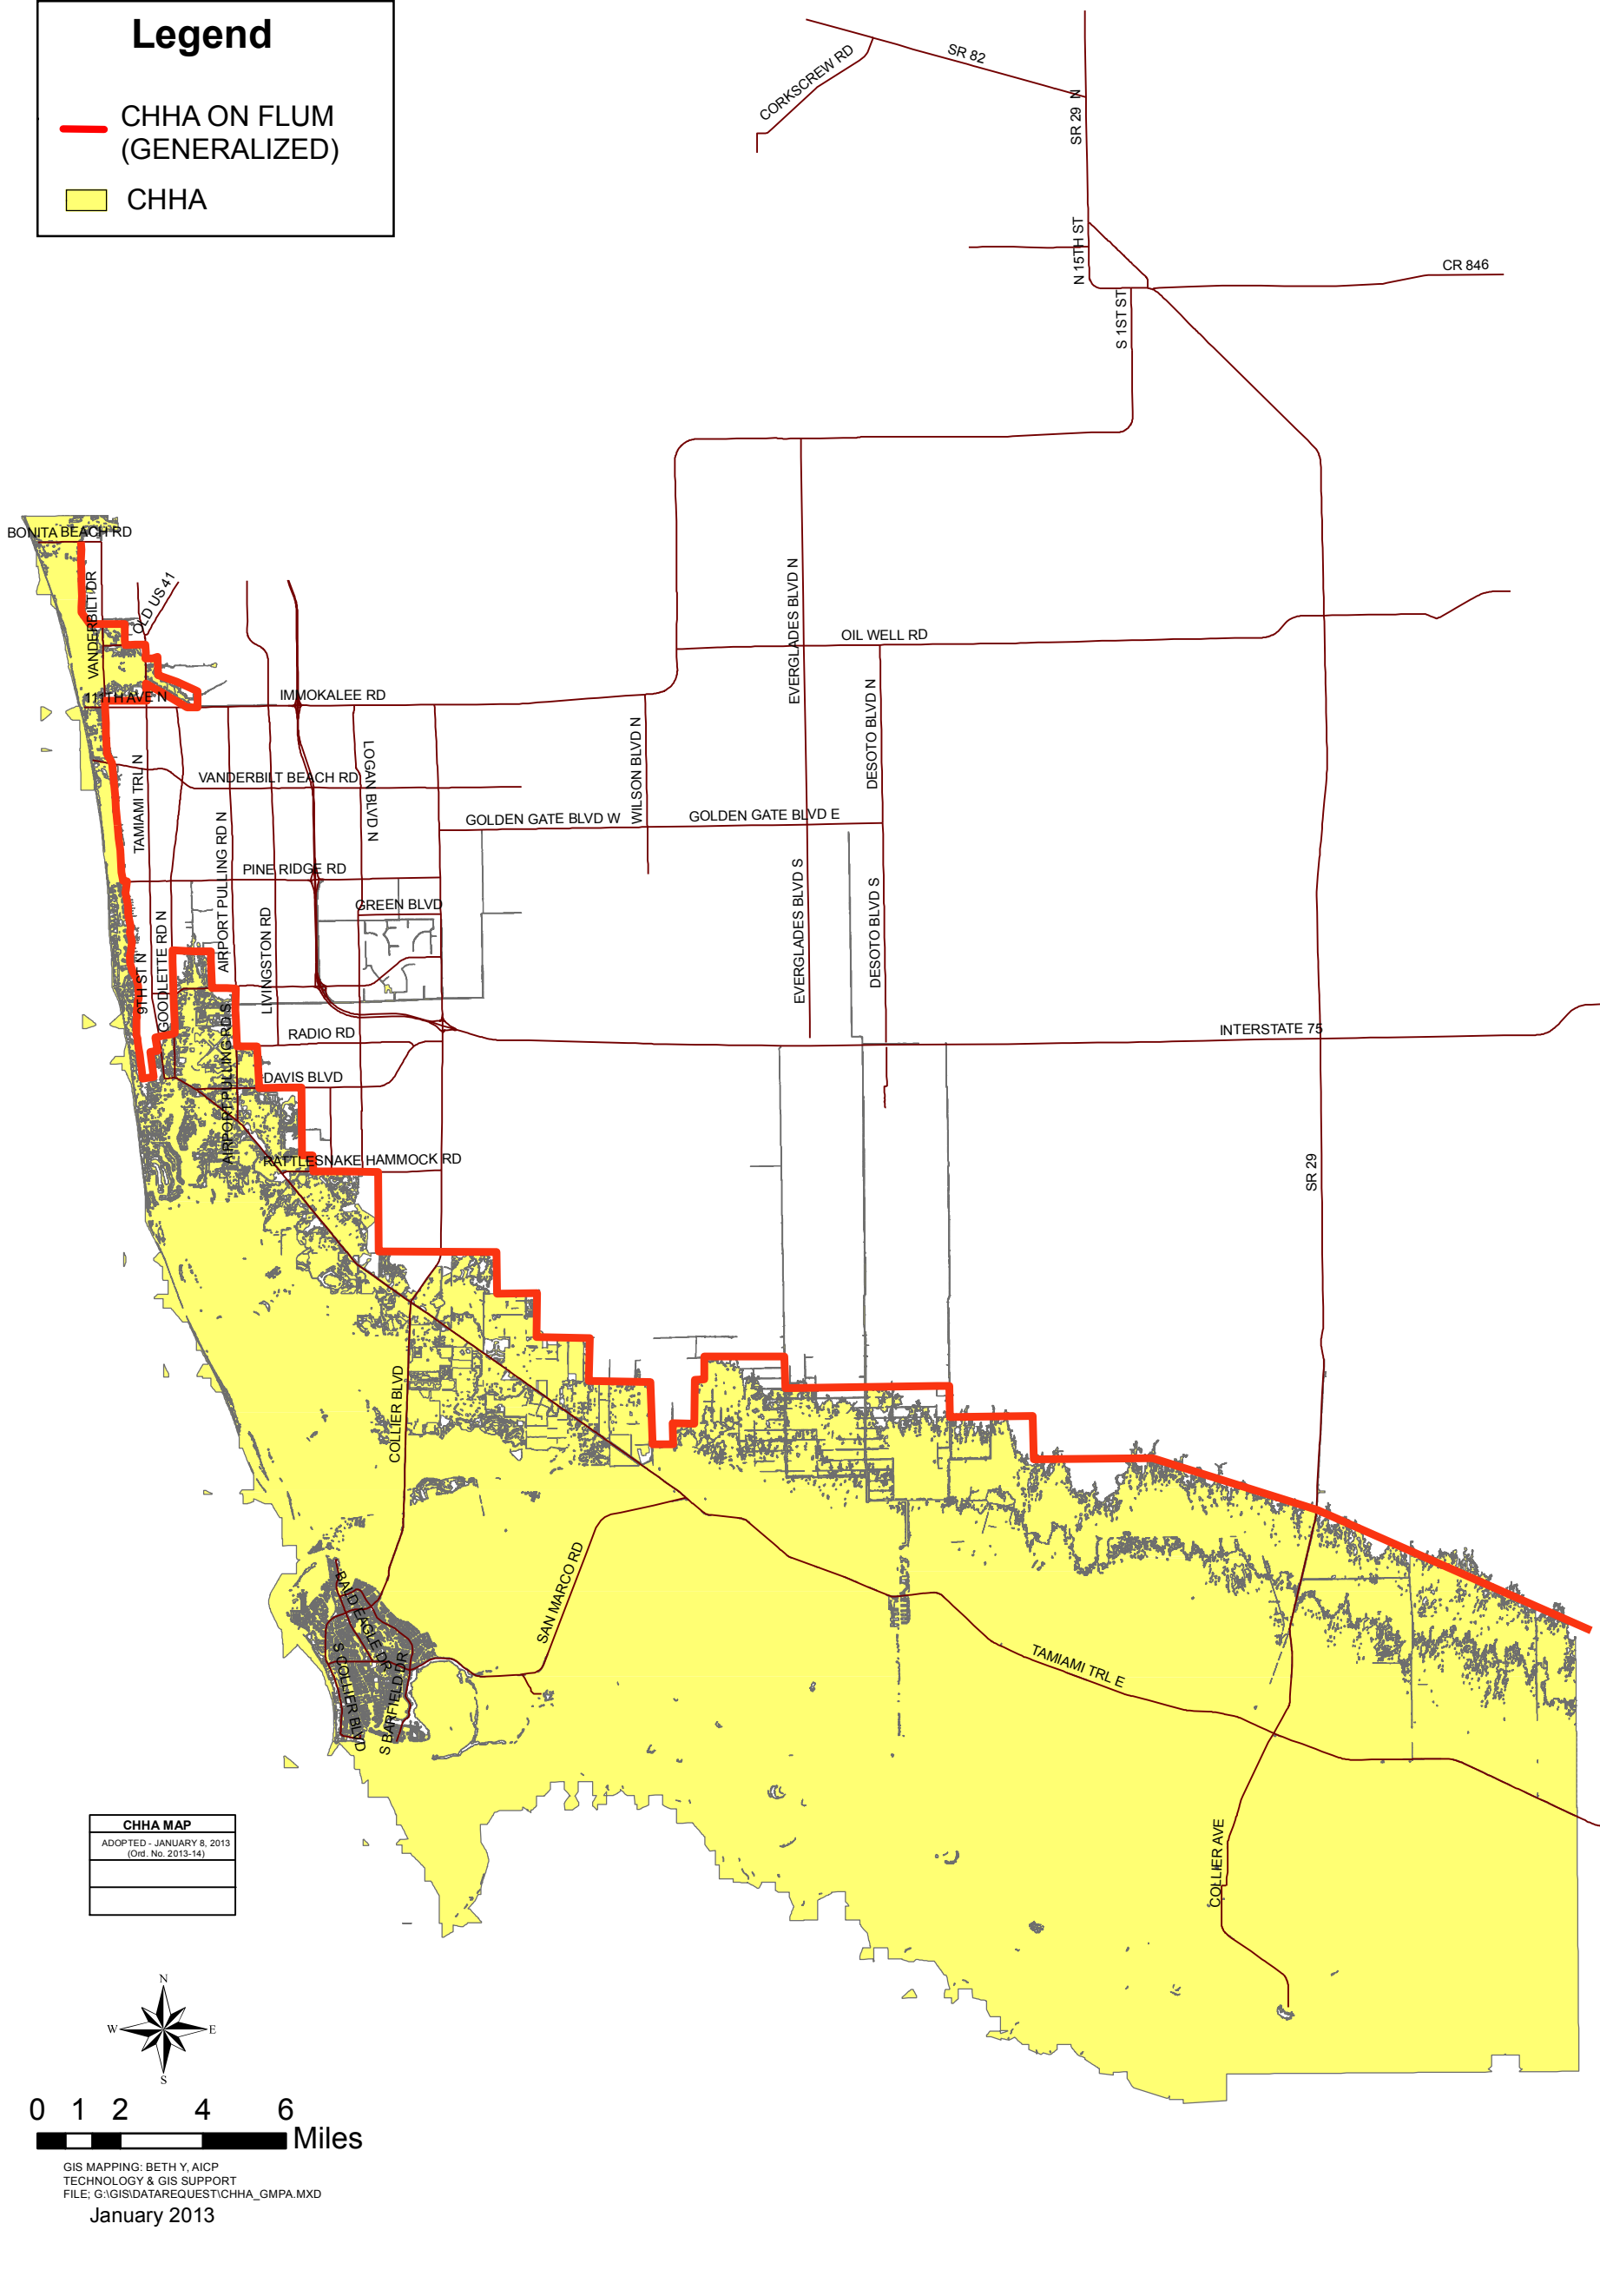 Legend
CHHA ON FLUM
(GENERALIZED)
CHHA
CORKSCREW RD
SR 82
SR 29 N
N 15TH ST
CR 846
S 1ST ST
BONITA BEACH RD
VANDERBILT DR
OLD US 41
111TH AVE N
IMMOKALEE RD
EVERGLADES BLVD N
OIL WELL RD
DESOTO BLVD N
WILSON BLVD N
LOGAN BLVD N
VANDERBILT BEACH RD
TAMIAMI TRL N
AIRPORT PULLING RD N
GOLDEN GATE BLVD W
GOLDEN GATE BLVD E
PINE RIDGE RD
GREEN BLVD
EVERGLADES BLVD S
DESOTO BLVD S
9TH ST N
GOODLETTE RD N
LIVINGSTON RD
RADIO RD
INTERSTATE 75
AIRPORT PULLING RD S
DAVIS BLVD
RATTLESNAKE HAMMOCK RD
SR 29
COLLIER BLVD
SAN MARCO RD
BALD EAGLE DR
S COLLIER BLVD
S BARFIELD DR
TAMIAMI TRL E
COLLIER AVE
CHHA MAP
ADOPTED - JANUARY 8, 2013
(Ord. No. 2013-14)
N
W E
S
0 1 2 4 6
Miles
GIS MAPPING: BETH Y, AICP
TECHNOLOGY & GIS SUPPORT
FILE; G:\GIS\DATAREQUEST\CHHA_GMPA.MXD
January 2013